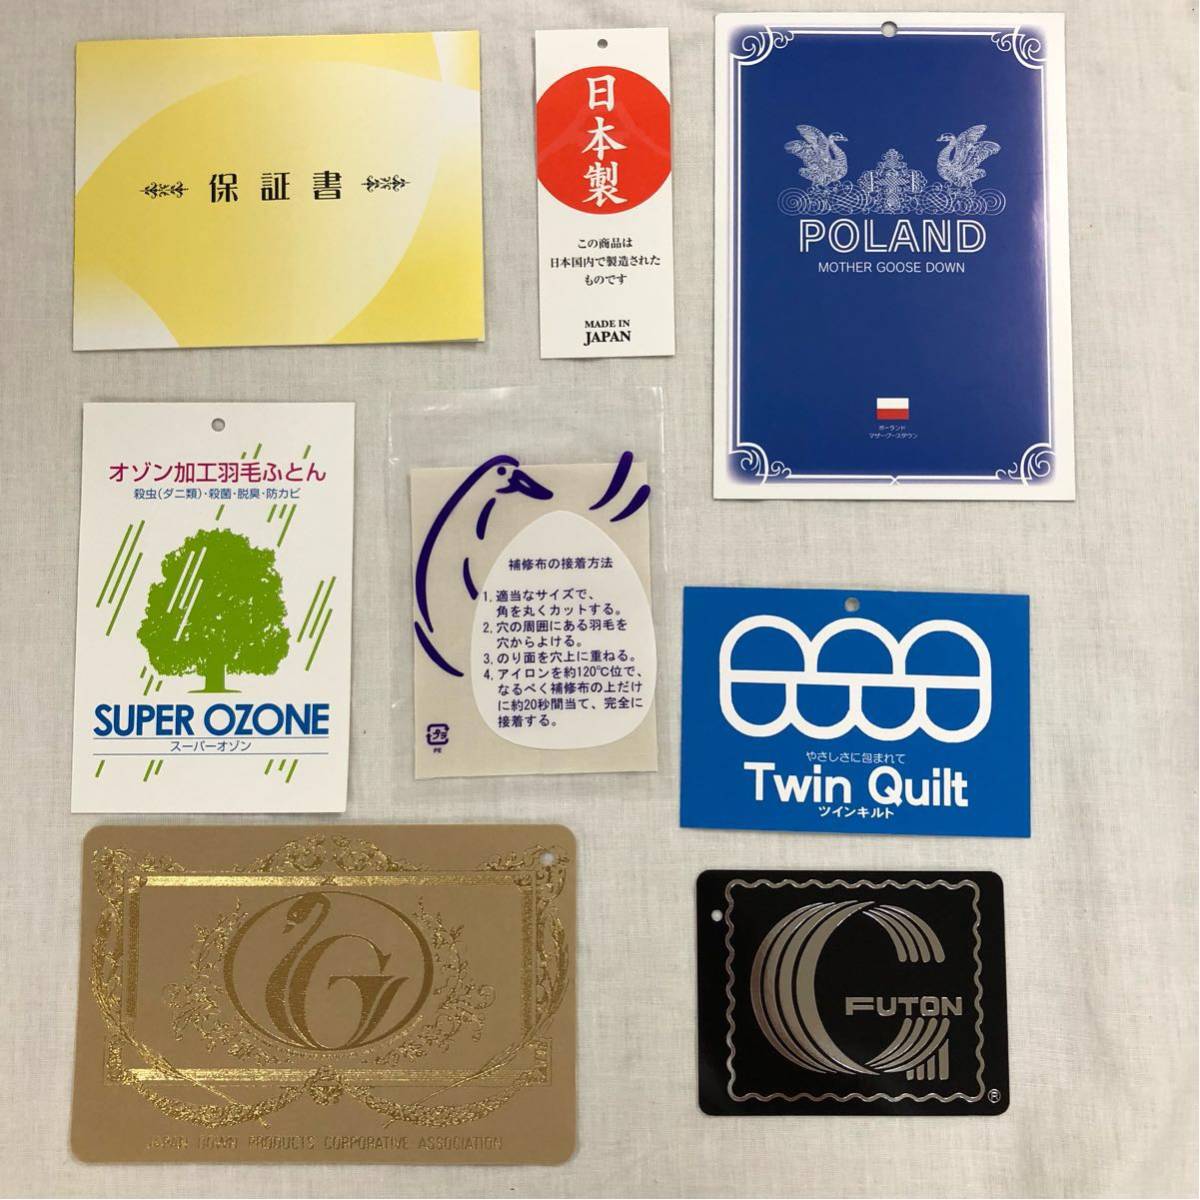 保証書
日本製
この商品は
日本国内で製造された
ものです
MADE IN
JAPAN
POLAND
MOTHER GOOSE DOWN
ポーランド
マザーグースダウン
オゾン加工羽毛ふとん
殺虫(ダニ類)・殺菌・脱臭・防カビ
SUPER OZONE
スーパーオゾン
補修布の接着方法
1. 適当なサイズで、
角を丸くカットする。
2. 穴の周囲にある羽毛を
穴からよける。
3. のり面を穴上に重ねる。
4. アイロンを約120℃位で、
なるべく補修布の上だけ
に約20秒間当て、完全に
接着する。
プラ
PE
やさしさに包まれて
Twin Quilt
ツインキルト
G
JAPAN DOWN PRODUCTS CORPORATIVE ASSOCIATION
G
FUTON
®